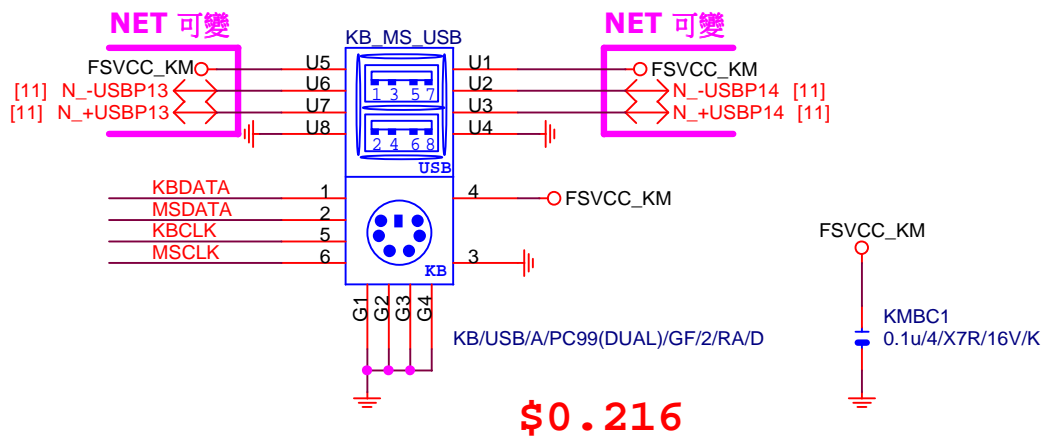 NET 可變
NET 可變
KB_MS_USB
FSVCC_KM
U5
U1
FSVCC_KM
[11] N_-USBP13
U6
U2
N_-USBP14 [11]
[11] N_+USBP13
U7
U3
N_+USBP14 [11]
U8
U4
1 3 5 7
2 4 6 8
USB
KBDATA
1
4
FSVCC_KM
MSDATA
2
KBCLK
5
MSCLK
6
3
KB
FSVCC_KM
G1
G2
G3
G4
KB/USB/A/PC99(DUAL)/GF/2/RA/D
KMBC1
0.1u/4/X7R/16V/K
$0.216